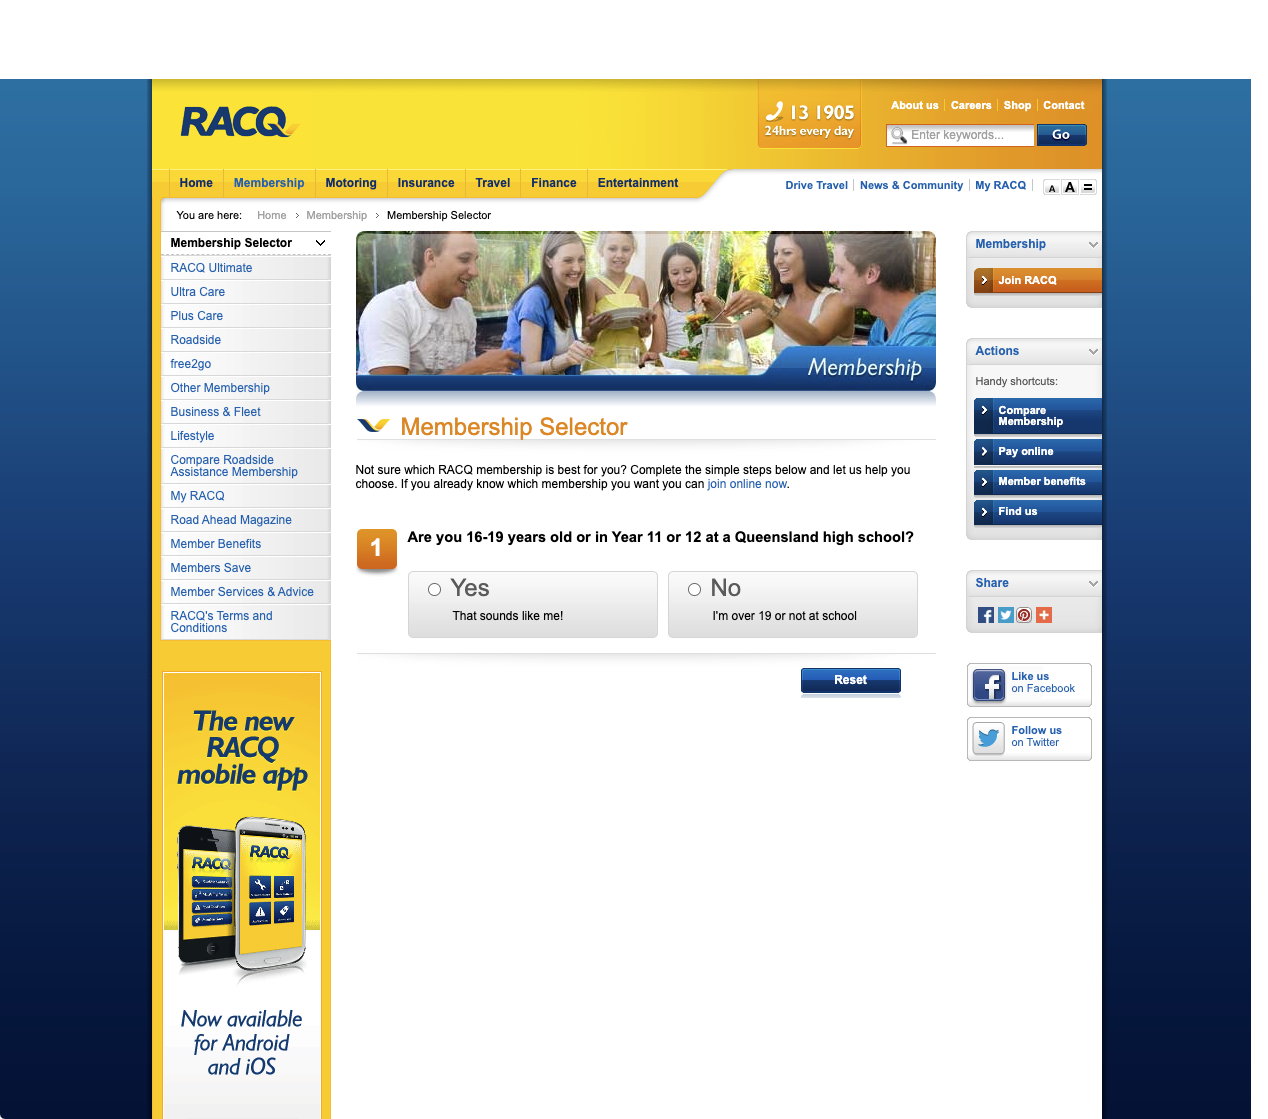 RACQ
13 1905
24hrs every day
About us Careers Shop Contact
Enter keywords... Go
Home Membership Motoring Insurance Travel Finance Entertainment
Drive Travel News & Community My RACQ A A =
You are here: Home > Membership > Membership Selector
Membership Selector
RACQ Ultimate
Ultra Care
Plus Care
Roadside
free2go
Other Membership
Business & Fleet
Lifestyle
Compare Roadside
Assistance Membership
My RACQ
Road Ahead Magazine
Member Benefits
Members Save
Member Services & Advice
RACQ's Terms and
Conditions
The new
RACQ
mobile app
RACQ
RACQ
Now available
for Android
and iOS
Membership
Membership Selector
Not sure which RACQ membership is best for you? Complete the simple steps below and let us help you
choose. If you already know which membership you want you can join online now.
1 Are you 16-19 years old or in Year 11 or 12 at a Queensland high school?
Yes
That sounds like me!
No
I'm over 19 or not at school
Reset
Membership
Join RACQ
Actions
Handy shortcuts:
Compare
Membership
Pay online
Member benefits
Find us
Share
Like us
on Facebook
Follow us
on Twitter